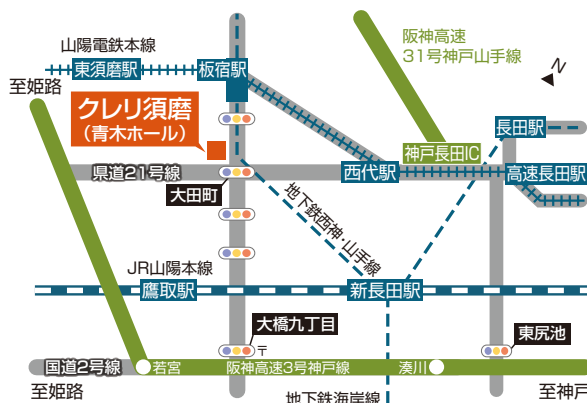 山陽電鉄本線
東須磨駅
板宿駅
阪神高速
31号神戸山手線
N
至姫路
クレリ須磨
(青木ホール)
長田駅
神戸長田IC
県道21号線
西代駅
高速長田駅
大田町
地下鉄西神・山手線
JR山陽本線
鷹取駅
新長田駅
大橋九丁目
〒
東尻池
国道2号線
若宮
阪神高速3号神戸線
湊川
至姫路
地下鉄海岸線
至神戸